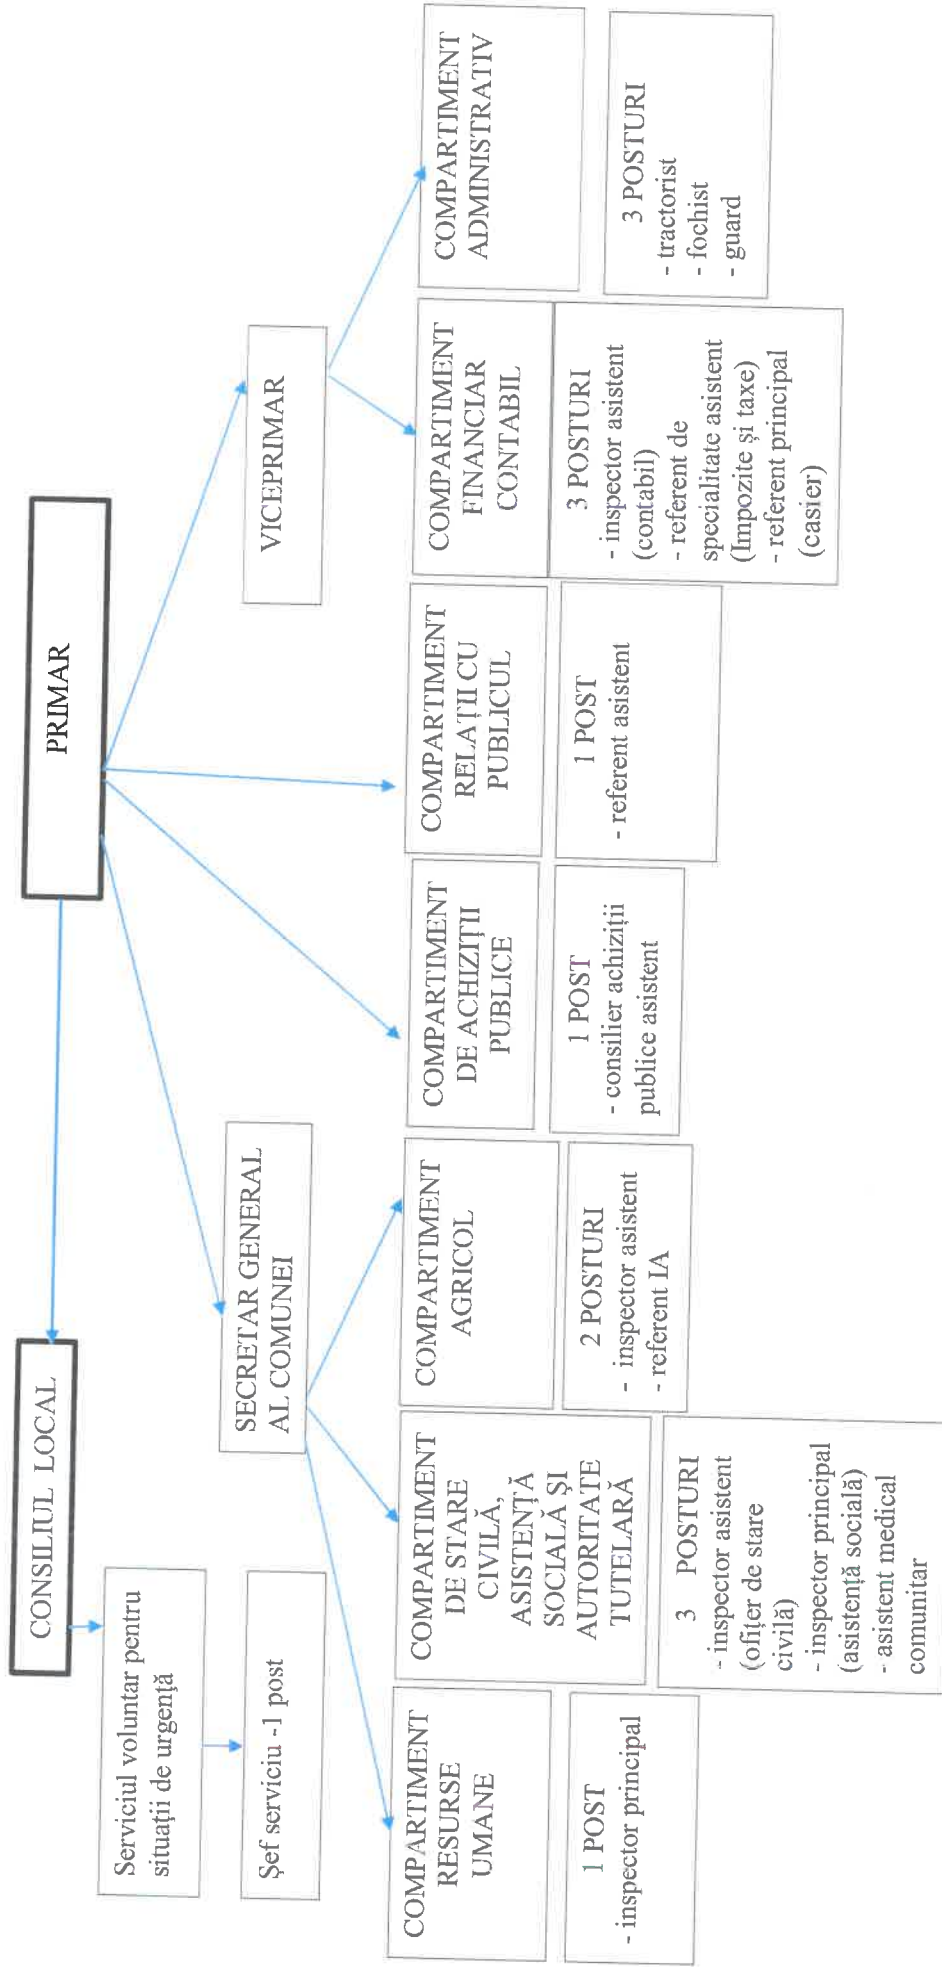 PRIMAR
CONSILIUL LOCAL
Serviciul voluntar pentru
situații de urgență
Șef serviciu -1 post
SECRETAR GENERAL
AL COMUNEI
VICEPRIMAR
COMPARTIMENT
RESURSE
UMANE
1 POST
- inspector principal
COMPARTIMENT
DE STARE
CIVILĂ,
ASISTENȚĂ
SOCIALĂ ȘI
AUTORITATE
TUTELARĂ
3 POSTURI
- inspector asistent
(ofițer de stare
civilă)
- inspector principal
(asistență socială)
- asistent medical
comunitar
COMPARTIMENT
AGRICOL
2 POSTURI
- inspector asistent
- referent IA
COMPARTIMENT
DE ACHIZIȚII
PUBLICE
1 POST
- consilier achiziții
publice asistent
COMPARTIMENT
RELAȚII CU
PUBLICUL
1 POST
- referent asistent
COMPARTIMENT
FINANCIAR
CONTABIL
3 POSTURI
- inspector asistent
(contabil)
- referent de
specialitate asistent
(Impozite și taxe)
- referent principal
(casier)
COMPARTIMENT
ADMINISTRATIV
3 POSTURI
- tractorist
- fochist
- guard